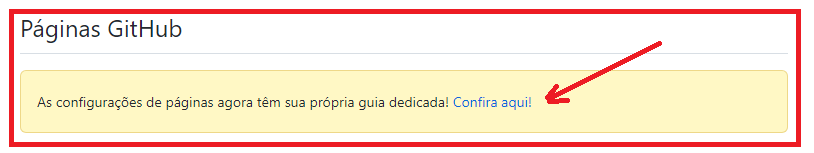 Páginas GitHub
As configurações de páginas agora têm sua própria guia dedicada! Confira aqui!